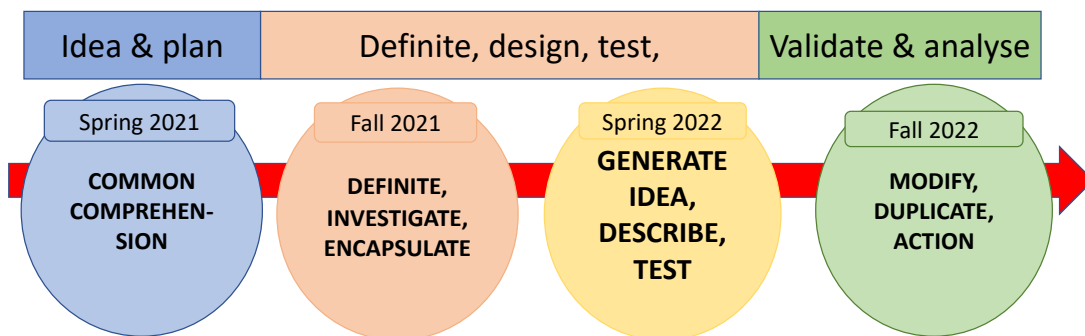 Idea & plan
Definite, design, test,
Validate & analyse
Spring 2021
COMMON
COMPREHEN-
SION
Fall 2021
DEFINITE,
INVESTIGATE,
ENCAPSULATE
Spring 2022
GENERATE
IDEA,
DESCRIBE,
TEST
Fall 2022
MODIFY,
DUPLICATE,
ACTION